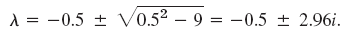 λ = −0.5 ± √0.5² − 9 = −0.5 ± 2.96i.